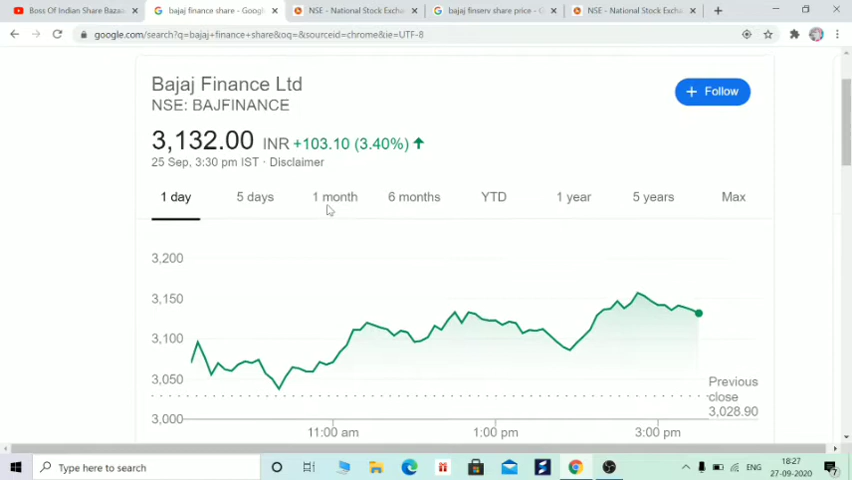 Boss Of Indian Share Bazaa
bajaj finance share - Google
NSE - National Stock Exchan
bajaj finserv share price - G
NSE - National Stock Exchan
google.com/search?q=bajaj+finance+share&oq=&sourceid=chrome&ie=UTF-8
Bajaj Finance Ltd
NSE: BAJFINANCE
+ Follow
3,132.00 INR +103.10 (3.40%) ↑
25 Sep, 3:30 pm IST · Disclaimer
1 day 5 days 1 month 6 months YTD 1 year 5 years Max
3,200
3,150
3,100
3,050
3,000
Previous
close
3,028.90
11:00 am 1:00 pm 3:00 pm
Type here to search
ENG
18:27
27-09-2020